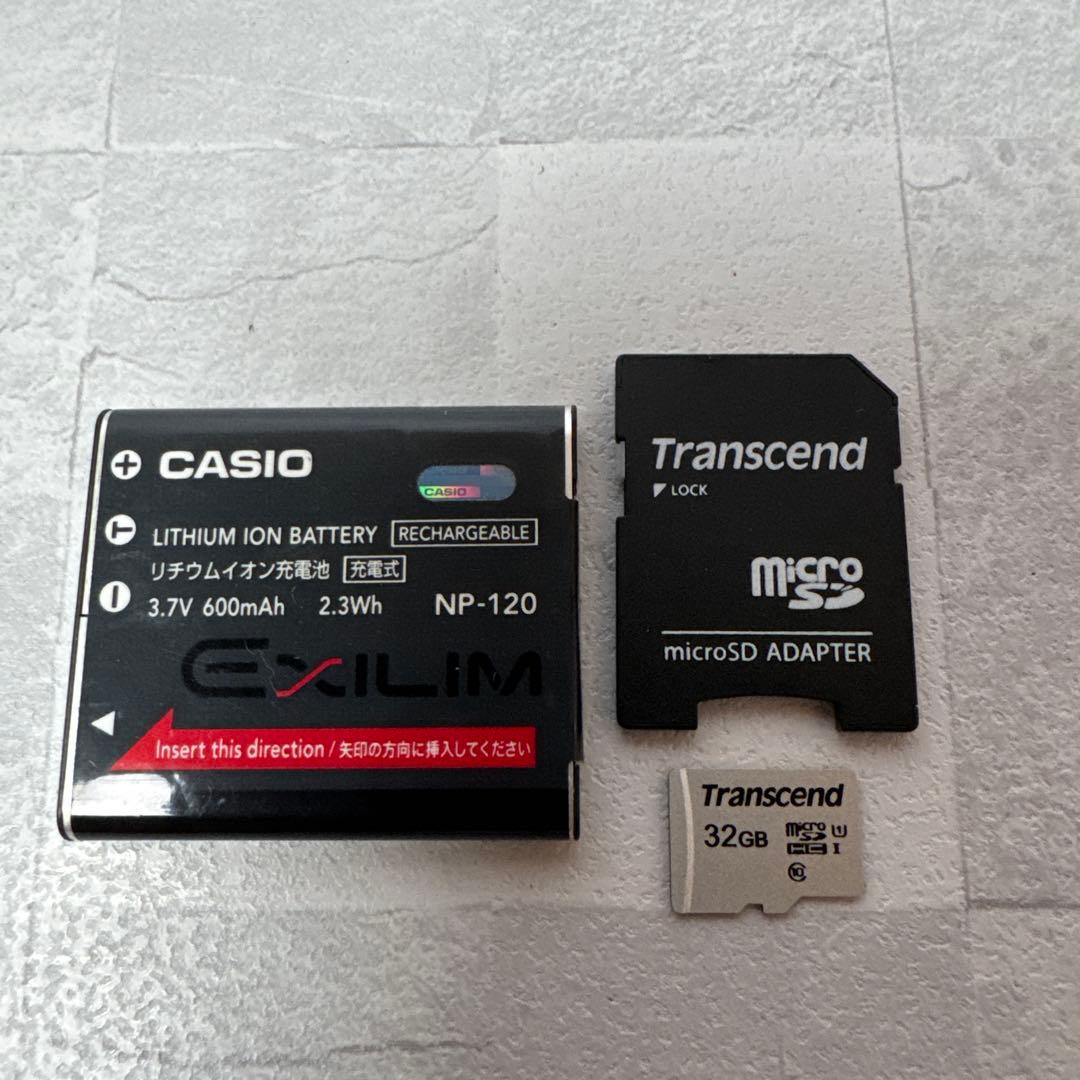 CASIO
CASIO
LITHIUM ION BATTERY RECHARGEABLE
リチウムイオン充電池 充電式
3.7V 600mAh 2.3Wh NP-120
EXILIM
Insert this direction / 矢印の方向に挿入してください
Transcend
LOCK
micro SD
microSD ADAPTER
Transcend
32GB
micro SD HC I
U1
10